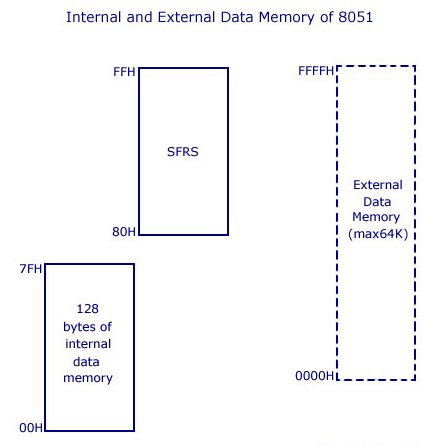 Internal and External Data Memory of 8051
FFH
SFRS
80H
7FH
128
bytes of
internal
data
memory
00H
FFFFH
External
Data
Memory
(max64K)
0000H